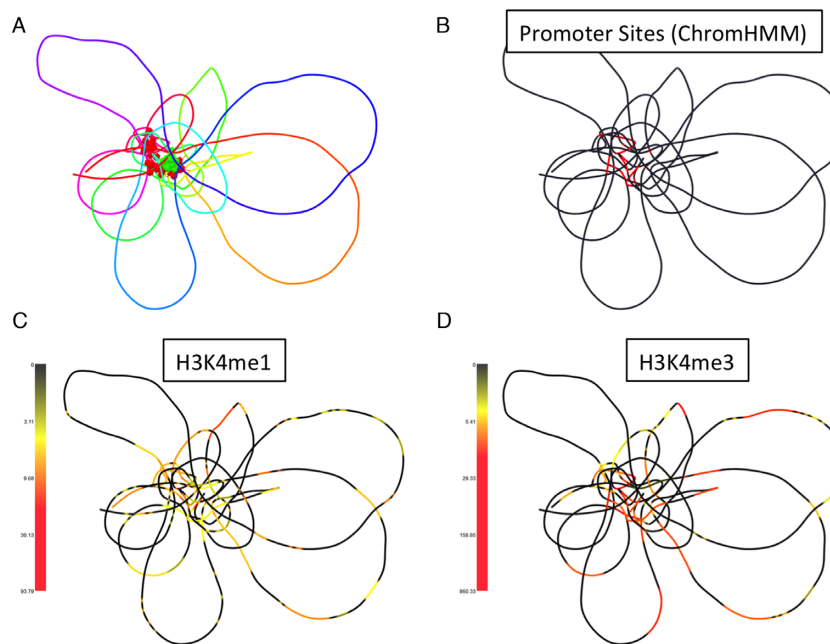 A
B
Promoter Sites (ChromHMM)
C
H3K4me1
0
3.11
9.68
30.13
93.79
D
H3K4me3
0
5.41
29.33
158.85
860.33